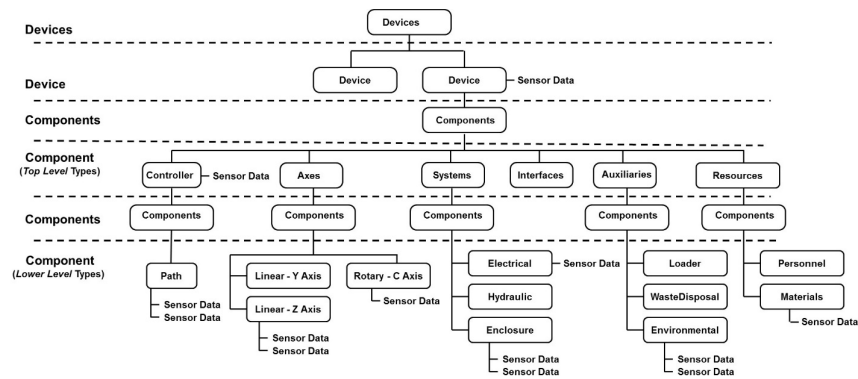 Devices
Devices
Device
Device
Device
Sensor Data
Components
Components
Component
(Top Level Types)
Controller
Sensor Data
Axes
Systems
Interfaces
Auxiliaries
Resources
Components
Components
Components
Components
Components
Components
Component
(Lower Level Types)
Path
Sensor Data
Sensor Data
Linear - Y Axis
Linear - Z Axis
Sensor Data
Sensor Data
Rotary - C Axis
Sensor Data
Electrical
Sensor Data
Hydraulic
Enclosure
Sensor Data
Sensor Data
Loader
WasteDisposal
Environmental
Sensor Data
Sensor Data
Personnel
Materials
Sensor Data